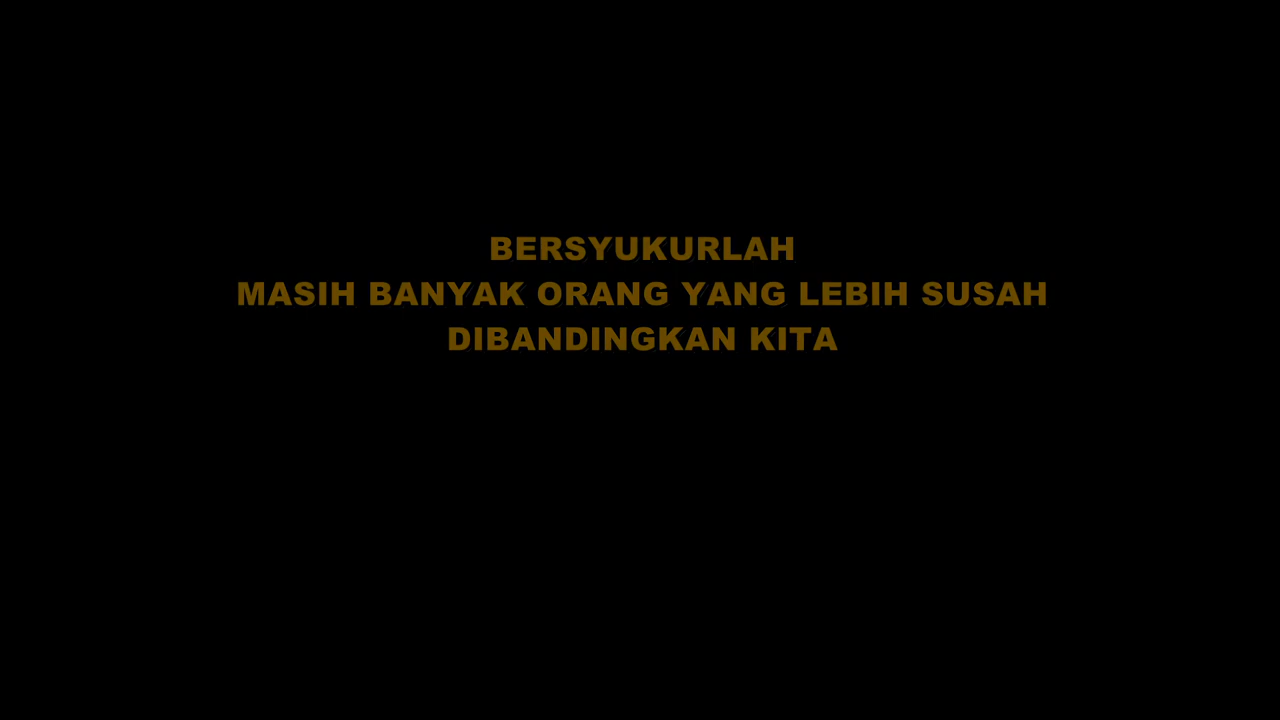 BERSYUKURLAH
MASIH BANYAK ORANG YANG LEBIH SUSAH
DIBANDINGKAN KITA